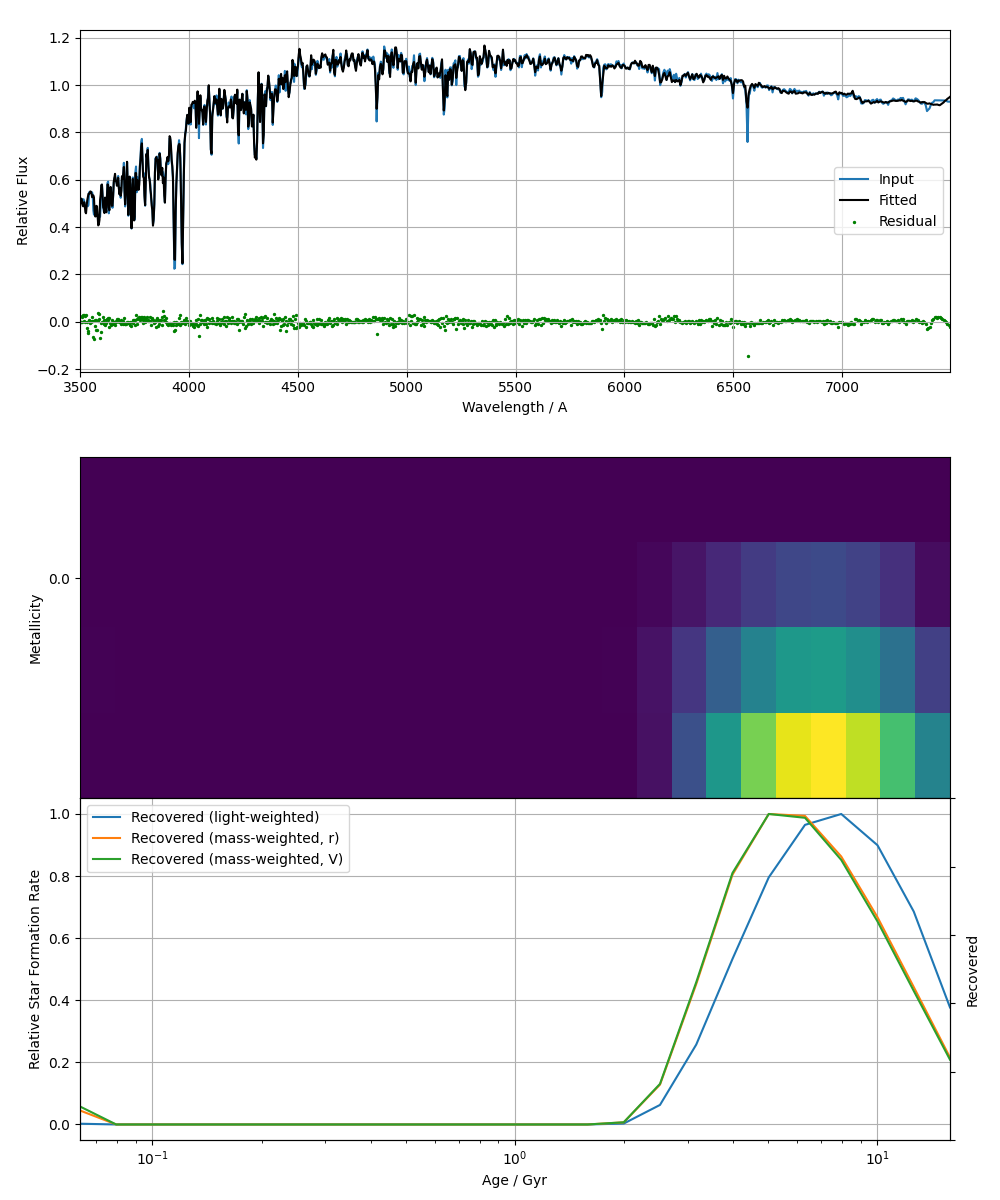 1.2
1.0
0.8
0.6
0.4
0.2
0.0
−0.2
Relative Flux
Input
Fitted
Residual
3500 4000 4500 5000 5500 6000 6500 7000
Wavelength / A
0.0
Metallicity
1.0
0.8
0.6
0.4
0.2
0.0
Relative Star Formation Rate
Recovered (light-weighted)
Recovered (mass-weighted, r)
Recovered (mass-weighted, V)
Recovered
10⁻¹ 10⁰ 10¹
Age / Gyr